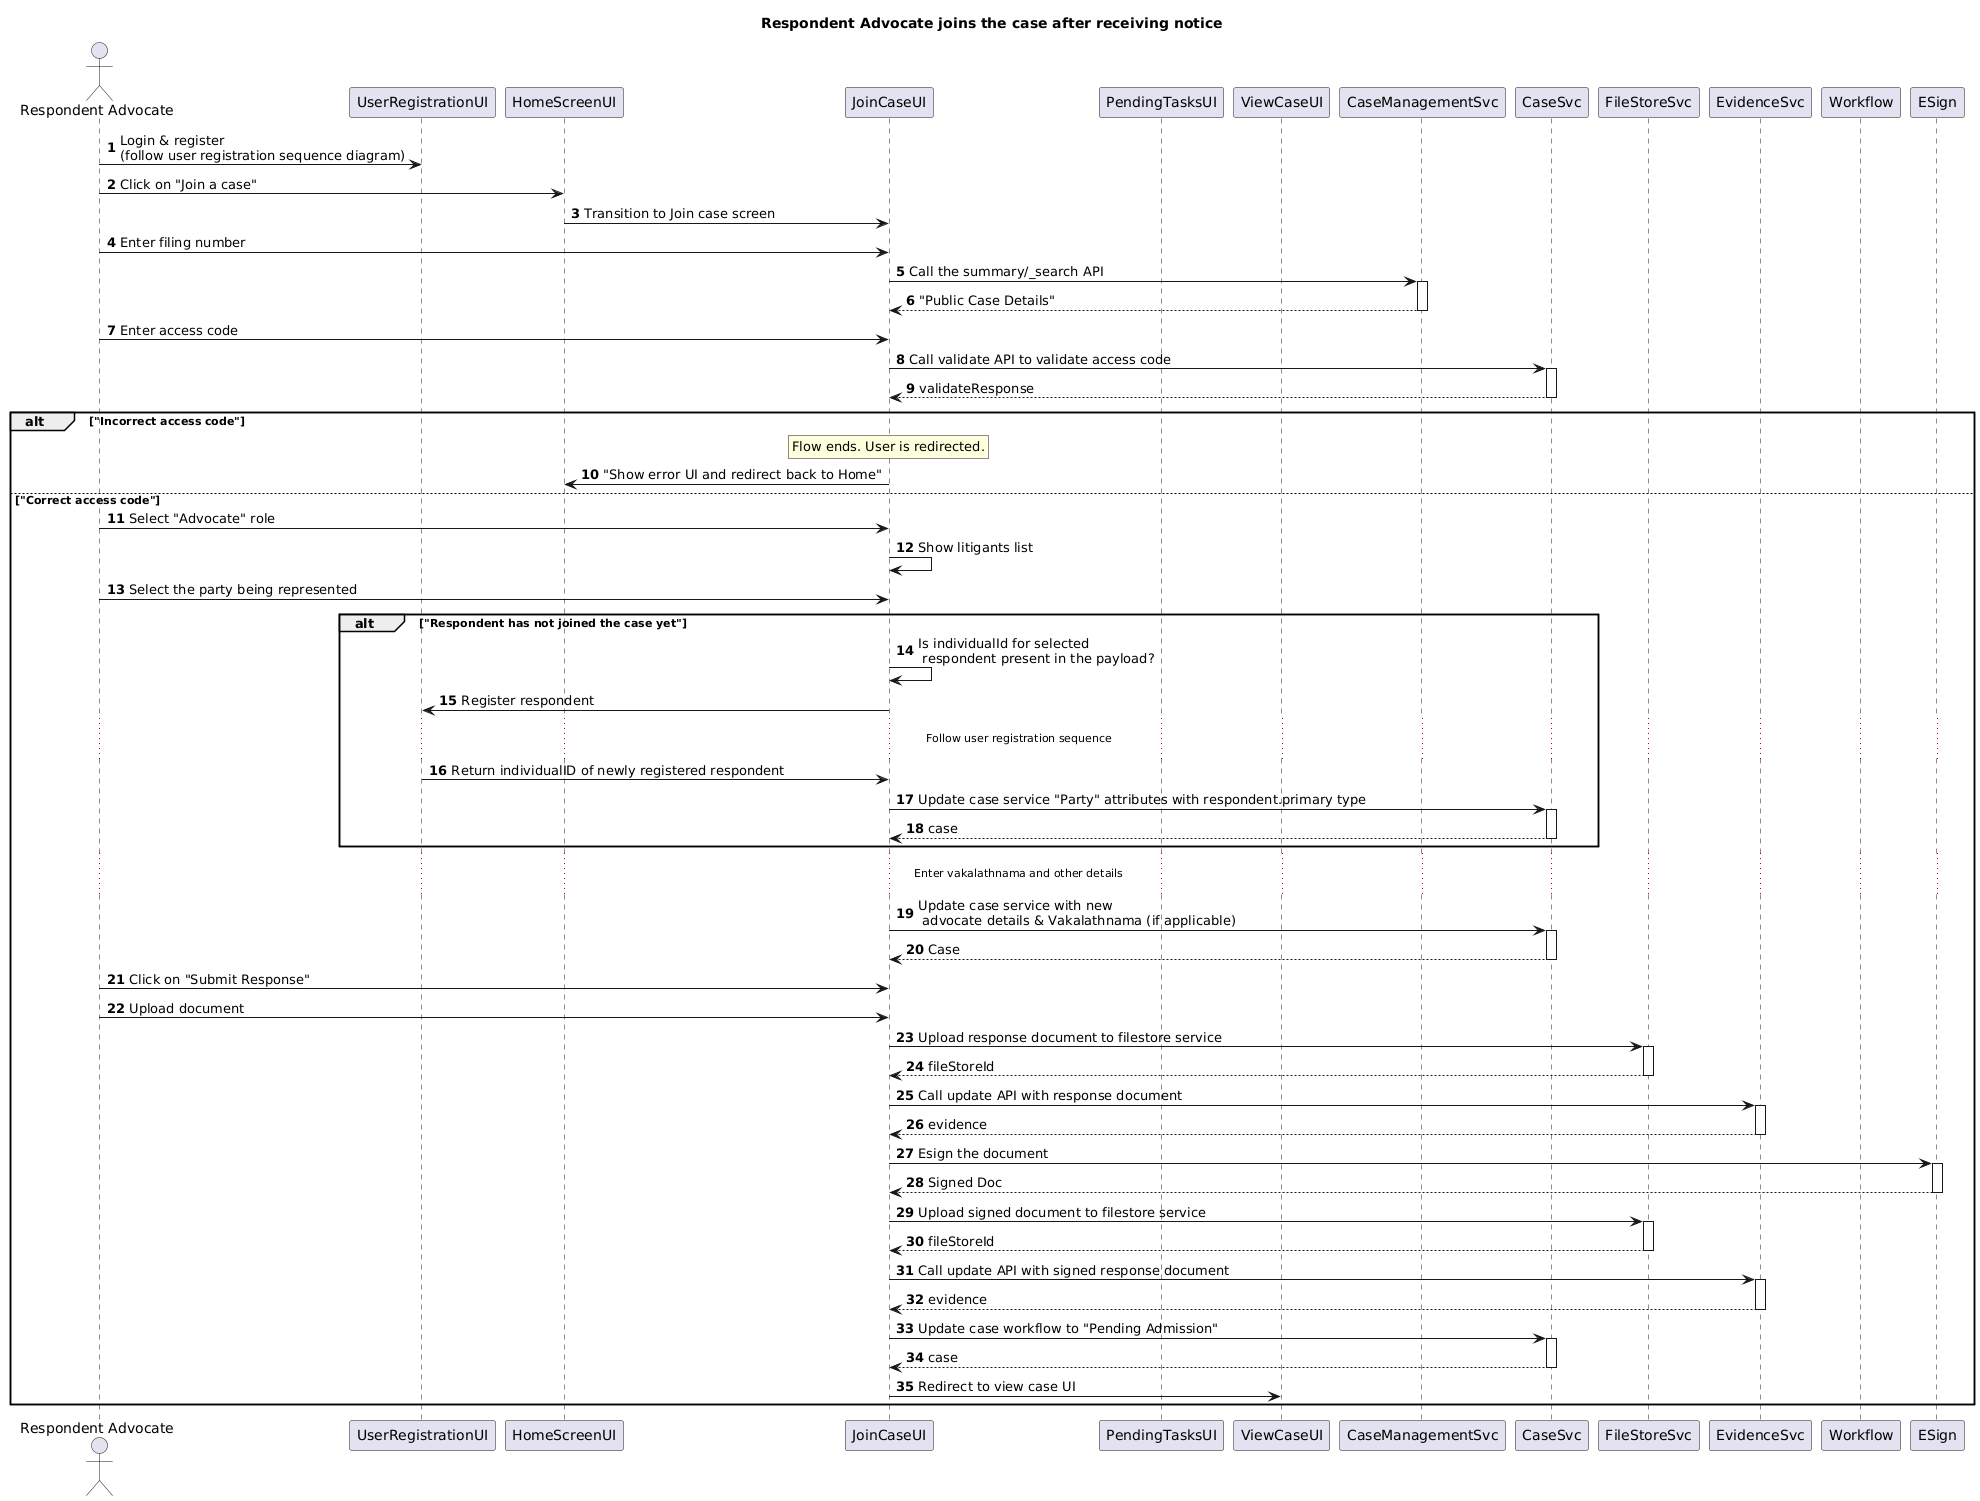 Respondent Advocate joins the case after receiving notice
Respondent Advocate
UserRegistrationUI
HomeScreenUI
JoinCaseUI
PendingTasksUI
ViewCaseUI
CaseManagementSvc
CaseSvc
FileStoreSvc
EvidenceSvc
Workflow
ESign
1 Login & register
(follow user registration sequence diagram)
2 Click on "Join a case"
3 Transition to Join case screen
4 Enter filing number
5 Call the summary/_search API
6 "Public Case Details"
7 Enter access code
8 Call validate API to validate access code
9 validateResponse
alt ["Incorrect access code"]
Flow ends. User is redirected.
10 "Show error UI and redirect back to Home"
["Correct access code"]
11 Select "Advocate" role
12 Show litigants list
13 Select the party being represented
alt ["Respondent has not joined the case yet"]
14 Is individualId for selected
respondent present in the payload?
15 Register respondent
Follow user registration sequence
16 Return individualID of newly registered respondent
17 Update case service "Party" attributes with respondent.primary type
18 case
Enter vakalathnama and other details
19 Update case service with new
advocate details & Vakalathnama (if applicable)
20 Case
21 Click on "Submit Response"
22 Upload document
23 Upload response document to filestore service
24 fileStoreId
25 Call update API with response document
26 evidence
27 Esign the document
28 Signed Doc
29 Upload signed document to filestore service
30 fileStoreId
31 Call update API with signed response document
32 evidence
33 Update case workflow to "Pending Admission"
34 case
35 Redirect to view case UI
Respondent Advocate
UserRegistrationUI
HomeScreenUI
JoinCaseUI
PendingTasksUI
ViewCaseUI
CaseManagementSvc
CaseSvc
FileStoreSvc
EvidenceSvc
Workflow
ESign